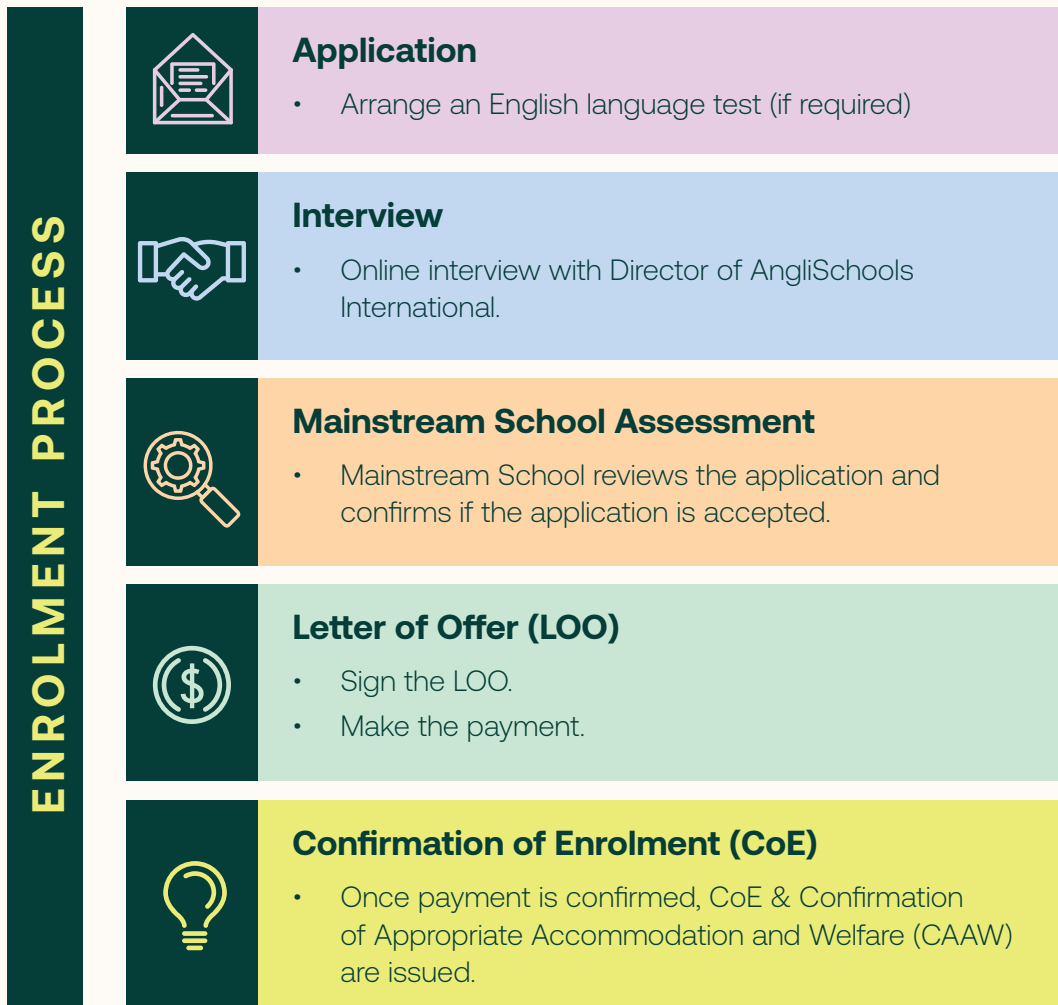 ENROLMENT PROCESS
Application
• Arrange an English language test (if required)
Interview
• Online interview with Director of AngliSchools
International.
Mainstream School Assessment
• Mainstream School reviews the application and
confirms if the application is accepted.
Letter of Offer (LOO)
$
• Sign the LOO.
• Make the payment.
Confirmation of Enrolment (CoE)
• Once payment is confirmed, CoE & Confirmation
of Appropriate Accommodation and Welfare (CAAW)
are issued.